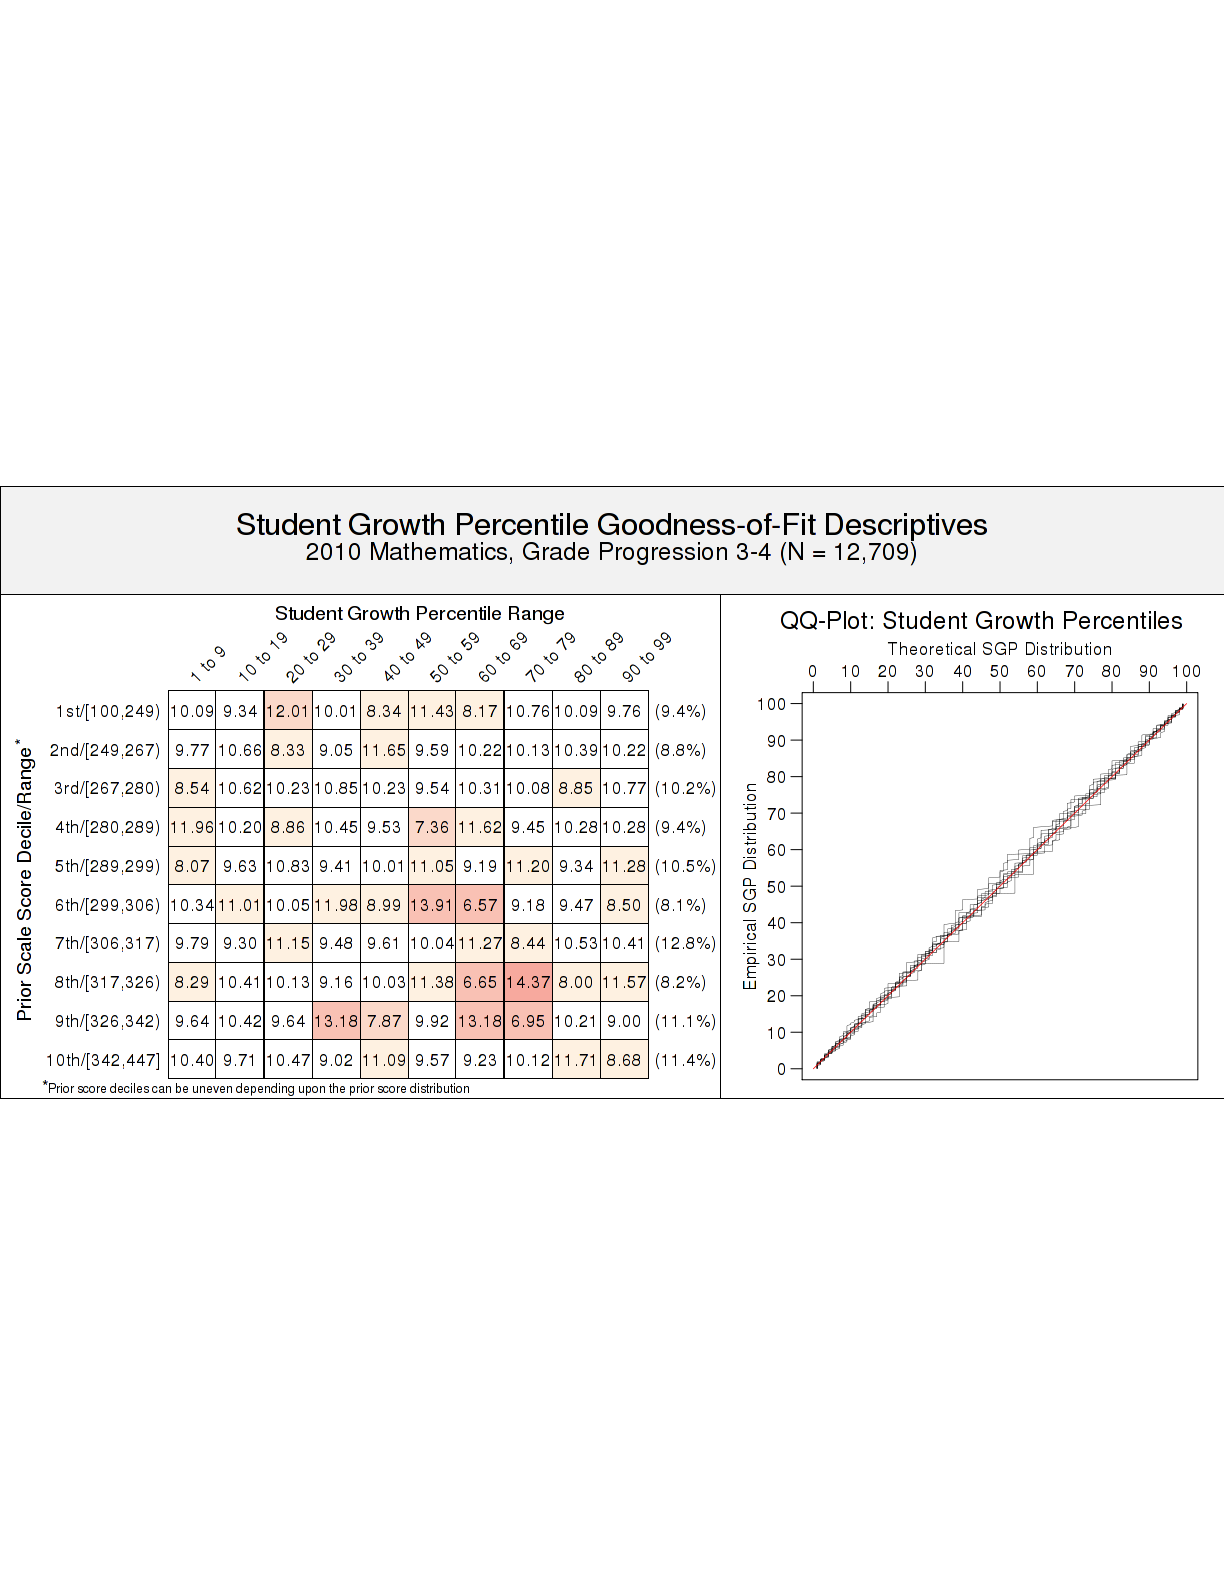 Student Growth Percentile Goodness-of-Fit Descriptives
2010 Mathematics, Grade Progression 3-4 (N = 12,709)
Student Growth Percentile Range
1 to 9 10 to 19 20 to 29 30 to 39 40 to 49 50 to 59 60 to 69 70 to 79 80 to 89 90 to 99
Prior Scale Score Decile/Range*
1st/[100,249) 10.09 9.34 12.01 10.01 8.34 11.43 8.17 10.76 10.09 9.76 (9.4%)
2nd/[249,267) 9.77 10.66 8.33 9.05 11.65 9.59 10.22 10.13 10.39 10.22 (8.8%)
3rd/[267,280) 8.54 10.62 10.23 10.85 10.23 9.54 10.31 10.08 8.85 10.77 (10.2%)
4th/[280,289) 11.96 10.20 8.86 10.45 9.53 7.36 11.62 9.45 10.28 10.28 (9.4%)
5th/[289,299) 8.07 9.63 10.83 9.41 10.01 11.05 9.19 11.20 9.34 11.28 (10.5%)
6th/[299,306) 10.34 11.01 10.05 11.98 8.99 13.91 6.57 9.18 9.47 8.50 (8.1%)
7th/[306,317) 9.79 9.30 11.15 9.48 9.61 10.04 11.27 8.44 10.53 10.41 (12.8%)
8th/[317,326) 8.29 10.41 10.13 9.16 10.03 11.38 6.65 14.37 8.00 11.57 (8.2%)
9th/[326,342) 9.64 10.42 9.64 13.18 7.87 9.92 13.18 6.95 10.21 9.00 (11.1%)
10th/[342,447] 10.40 9.71 10.47 9.02 11.09 9.57 9.23 10.12 11.71 8.68 (11.4%)
*Prior score deciles can be uneven depending upon the prior score distribution
QQ-Plot: Student Growth Percentiles
Theoretical SGP Distribution
0 10 20 30 40 50 60 70 80 90 100
Empirical SGP Distribution
100
90
80
70
60
50
40
30
20
10
0